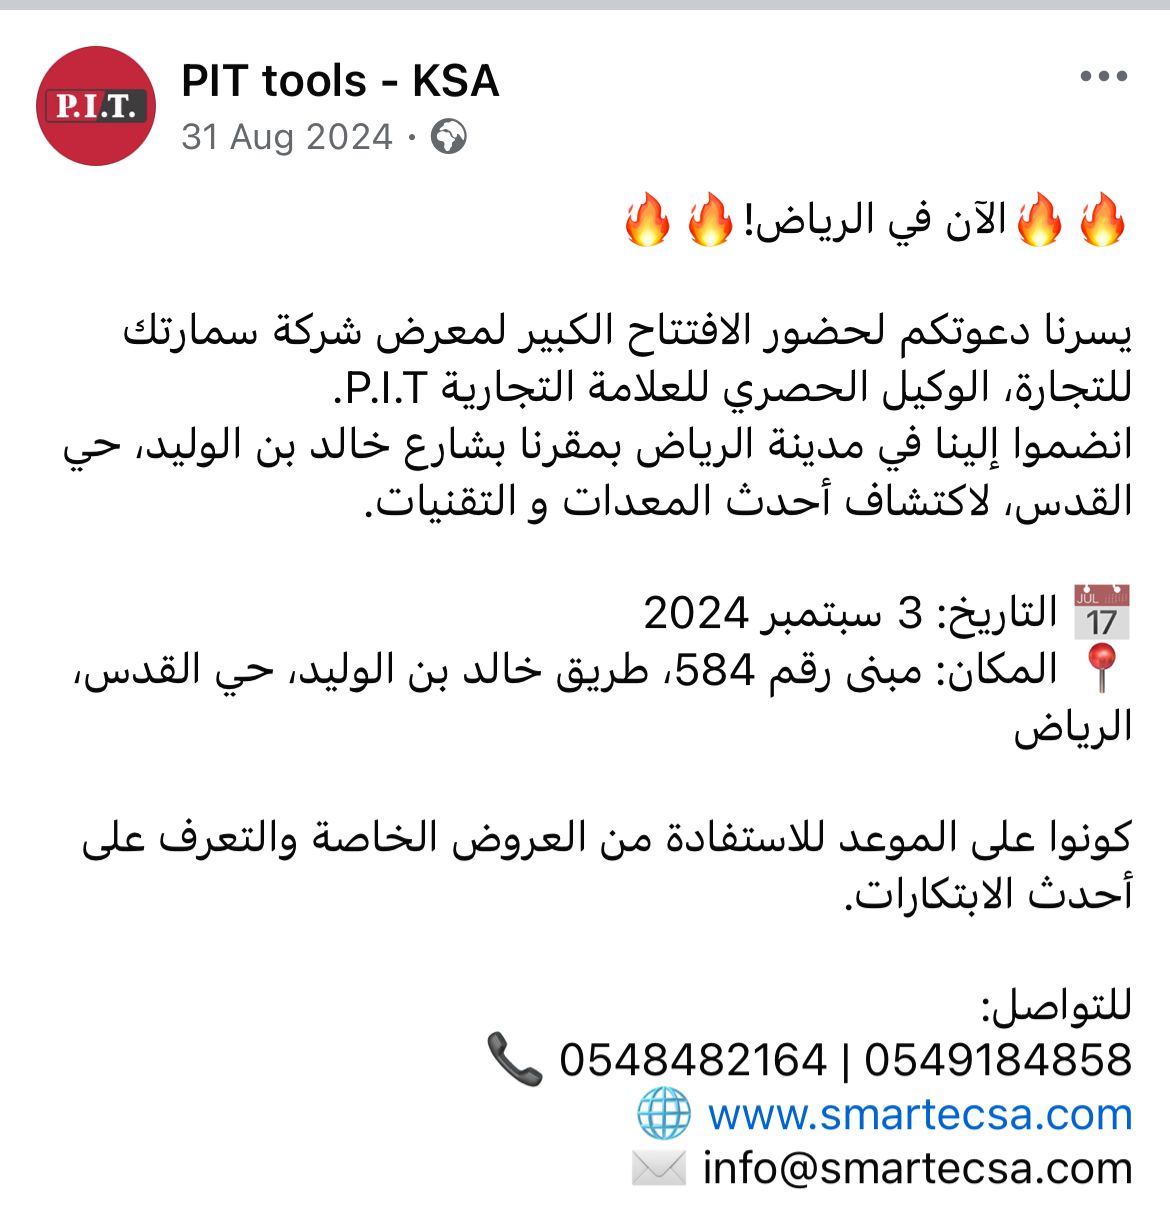 P.I.T.
PIT tools - KSA
31 Aug 2024 ·
🔥🔥الآن في الرياض!🔥🔥
يسرنا دعوتكم لحضور الافتتاح الكبير لمعرض شركة سمارتك
للتجارة، الوكيل الحصري للعلامة التجارية P.I.T.
انضموا إلينا في مدينة الرياض بمقرنا بشارع خالد بن الوليد، حي
القدس، لاكتشاف أحدث المعدات و التقنيات.
📅 التاريخ: 3 سبتمبر 2024
📍 المكان: مبنى رقم 584، طريق خالد بن الوليد، حي القدس،
الرياض
كونوا على الموعد للاستفادة من العروض الخاصة والتعرف على
أحدث الابتكارات.
للتواصل:
📞 0548482164 | 0549184858
🌐 www.smartecsa.com
✉️ info@smartecsa.com